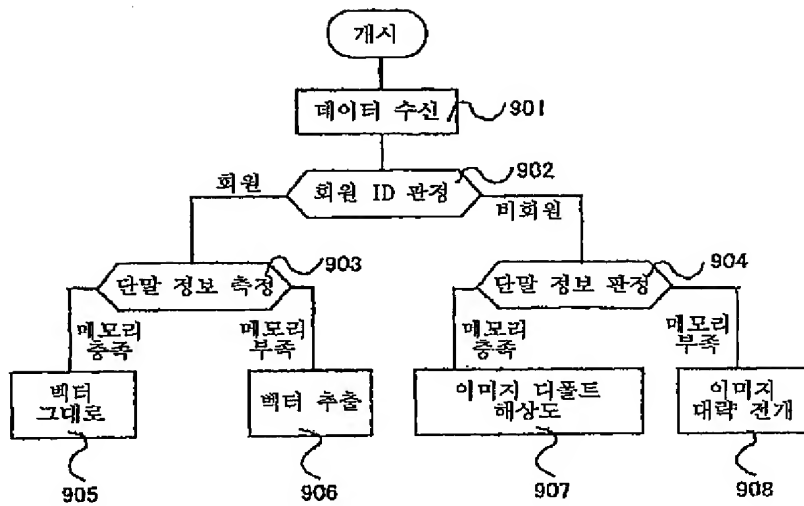 개시
데이터 수신
901
회원 ID 판정
902
회원
비회원
단말 정보 측정
903
단말 정보 판정
904
메모리
충족
메모리
부족
메모리
충족
메모리
부족
벡터
그대로
벡터 추출
이미지 디폴트
해상도
이미지
대략 전개
905
906
907
908